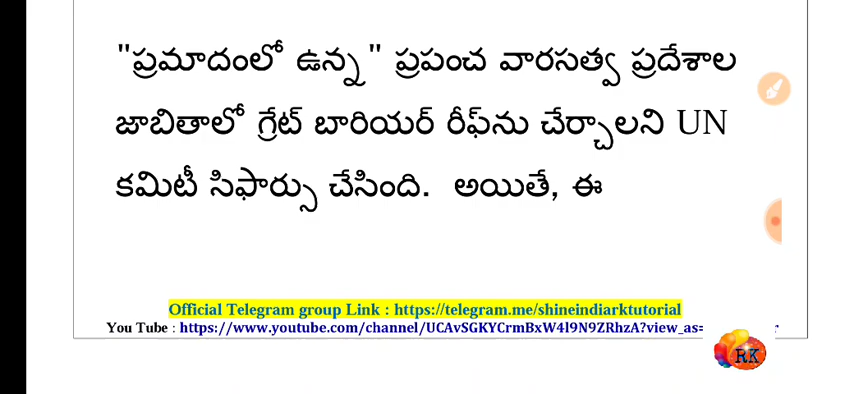 "ప్రమాదంలో ఉన్న" ప్రపంచ వారసత్వ ప్రదేశాల
జాబితాలో గ్రేట్ బారియర్ రీఫ్‌ను చేర్చాలని UN
కమిటీ సిఫార్సు చేసింది. అయితే, ఈ
Official Telegram group Link : https://telegram.me/shineindiarktutorial
You Tube : https://www.youtube.com/channel/UCAvSGKYCrmBxW4l9N9ZRhzA?view_as=
RK